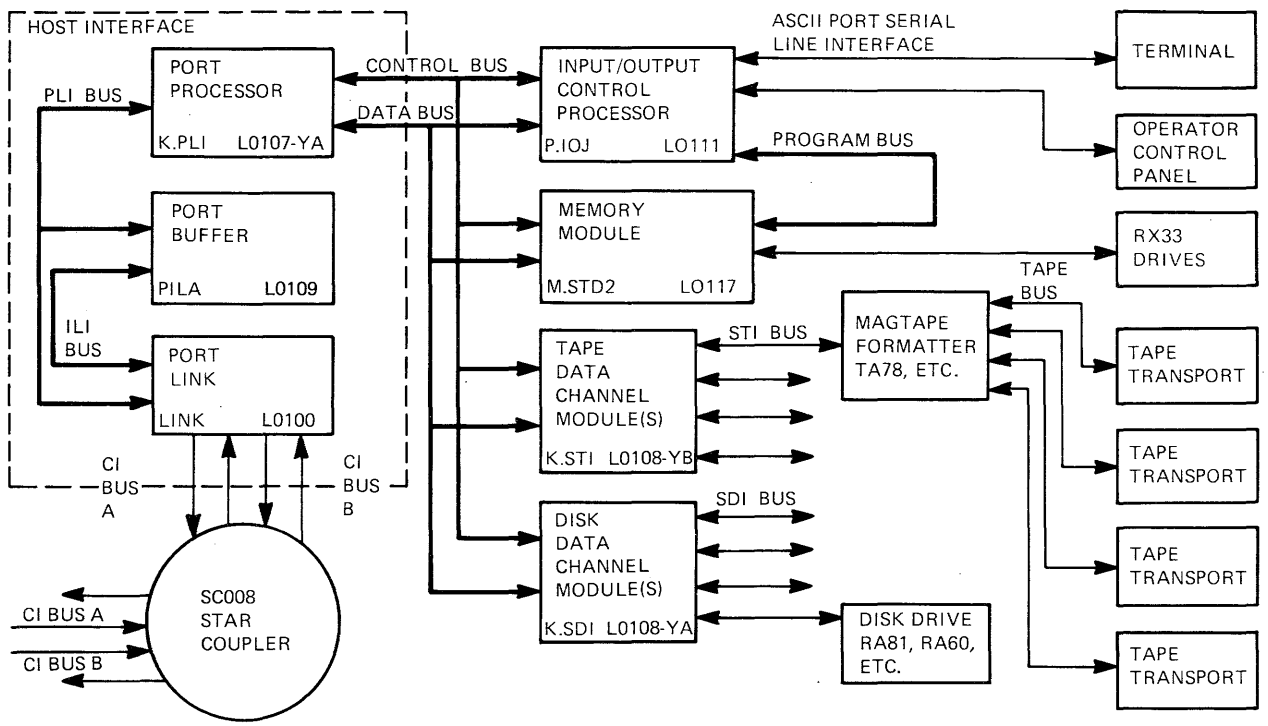 HOST INTERFACE
PORT
PROCESSOR
K.PLI L0107-YA
PLI BUS
PORT
BUFFER
PILA L0109
ILI
BUS
PORT
LINK
LINK L0100
CI
BUS
A
CI
BUS
B
SC008
STAR
COUPLER
CI BUS A
CI BUS B
CONTROL BUS
DATA BUS
INPUT/OUTPUT
CONTROL
PROCESSOR
P.IOJ LO111
ASCII PORT SERIAL
LINE INTERFACE
PROGRAM BUS
MEMORY
MODULE
M.STD2 LO117
TAPE
DATA
CHANNEL
MODULE(S)
K.STI L0108-YB
STI BUS
DISK
DATA
CHANNEL
MODULE(S)
K.SDI L0108-YA
SDI BUS
MAGTAPE
FORMATTER
TA78, ETC.
TAPE
BUS
DISK DRIVE
RA81, RA60,
ETC.
TERMINAL
OPERATOR
CONTROL
PANEL
RX33
DRIVES
TAPE
TRANSPORT
TAPE
TRANSPORT
TAPE
TRANSPORT
TAPE
TRANSPORT